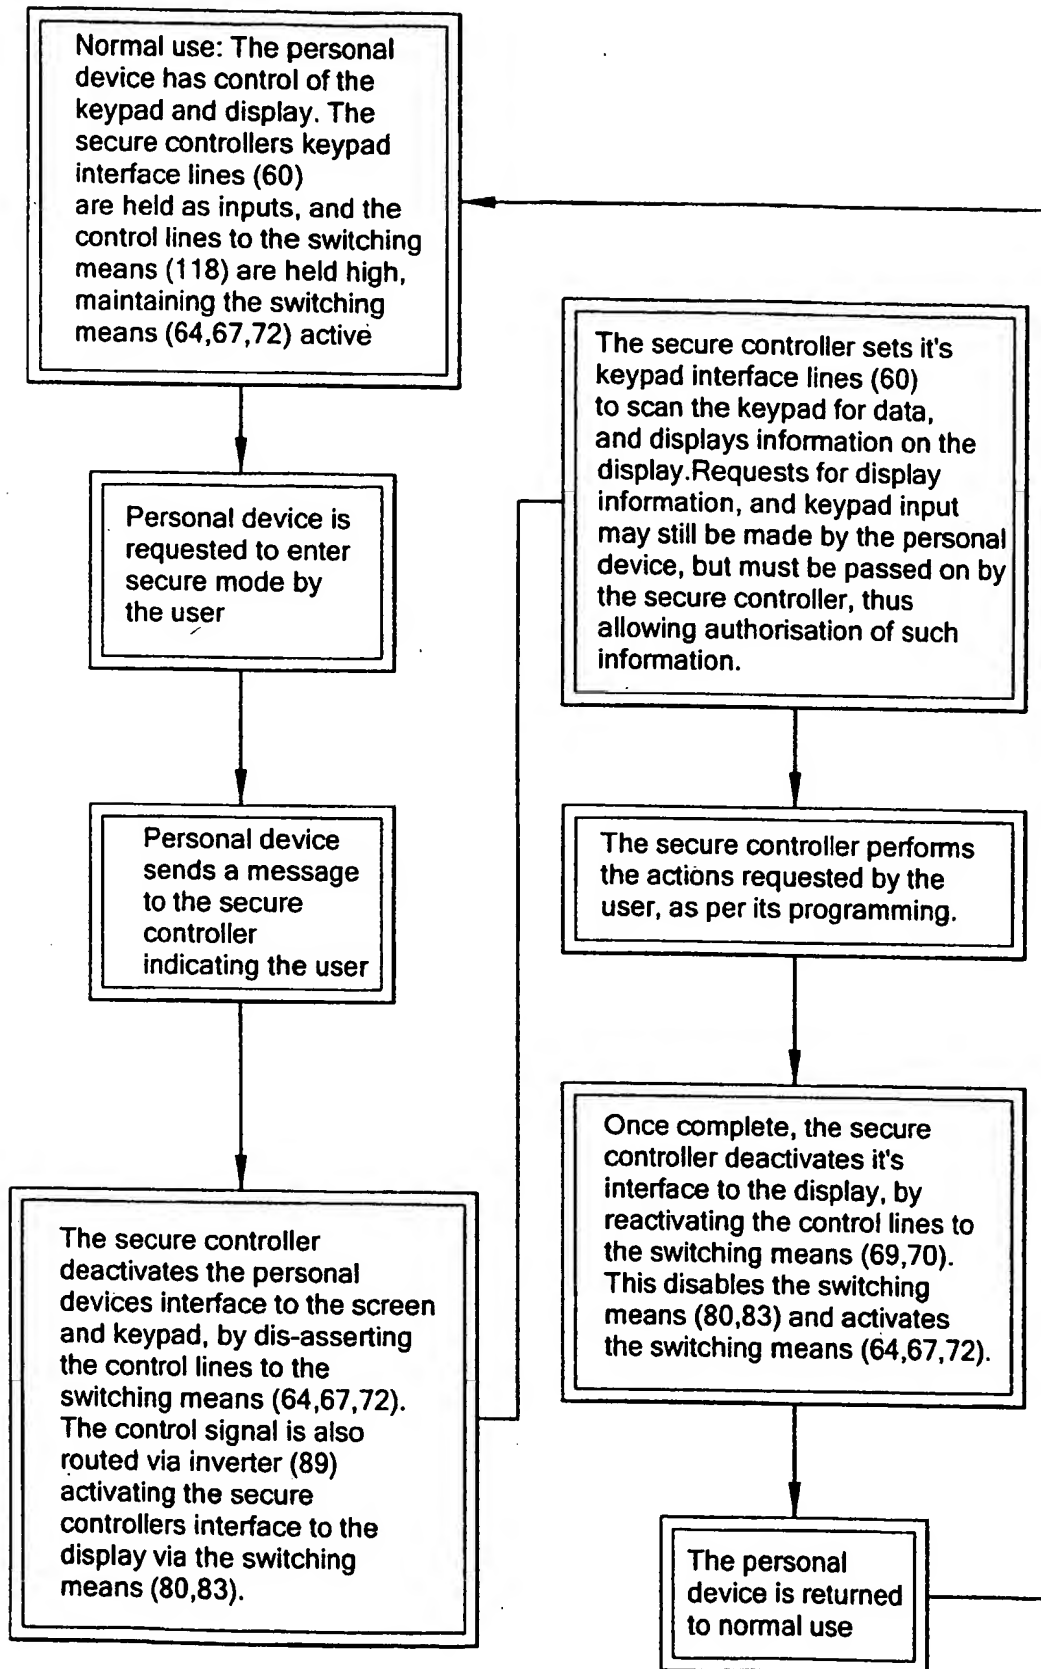 Normal use: The personal
device has control of the
keypad and display. The
secure controllers keypad
interface lines (60)
are held as inputs, and the
control lines to the switching
means (118) are held high,
maintaining the switching
means (64,67,72) active
Personal device is
requested to enter
secure mode by
the user
Personal device
sends a message
to the secure
controller
indicating the user
The secure controller
deactivates the personal
devices interface to the screen
and keypad, by dis-asserting
the control lines to the
switching means (64,67,72).
The control signal is also
routed via inverter (89)
activating the secure
controllers interface to the
display via the switching
means (80,83).
The secure controller sets it's
keypad interface lines (60)
to scan the keypad for data,
and displays information on the
display.Requests for display
information, and keypad input
may still be made by the personal
device, but must be passed on by
the secure controller, thus
allowing authorisation of such
information.
The secure controller performs
the actions requested by the
user, as per its programming.
Once complete, the secure
controller deactivates it's
interface to the display, by
reactivating the control lines to
the switching means (69,70).
This disables the switching
means (80,83) and activates
the switching means (64,67,72).
The personal
device is returned
to normal use